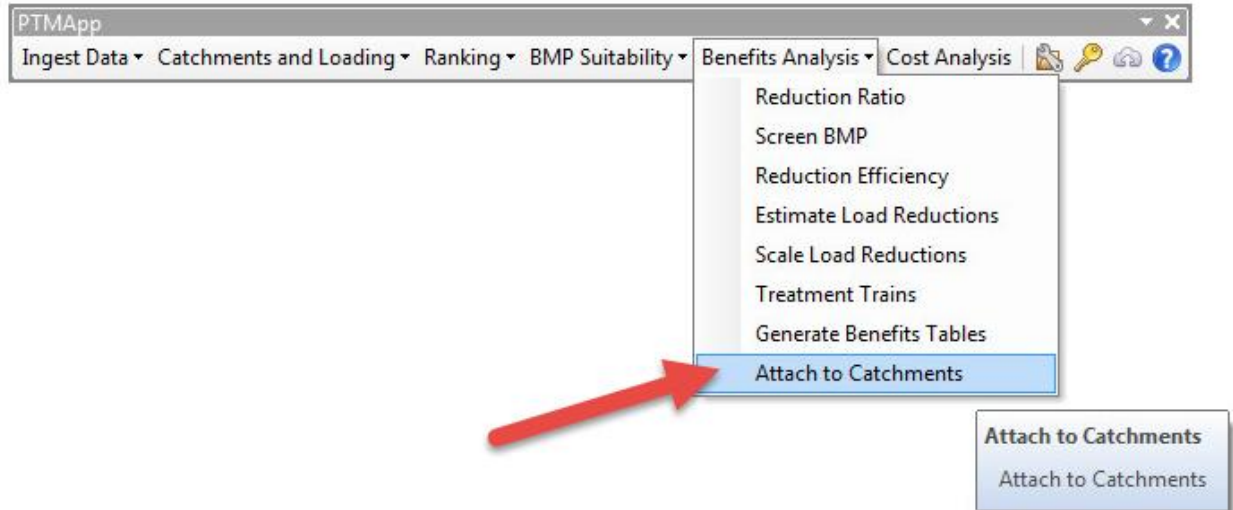 PTMApp
Ingest Data Catchments and Loading Ranking BMP Suitability Benefits Analysis Cost Analysis
Reduction Ratio
Screen BMP
Reduction Efficiency
Estimate Load Reductions
Scale Load Reductions
Treatment Trains
Generate Benefits Tables
Attach to Catchments
Attach to Catchments
Attach to Catchments